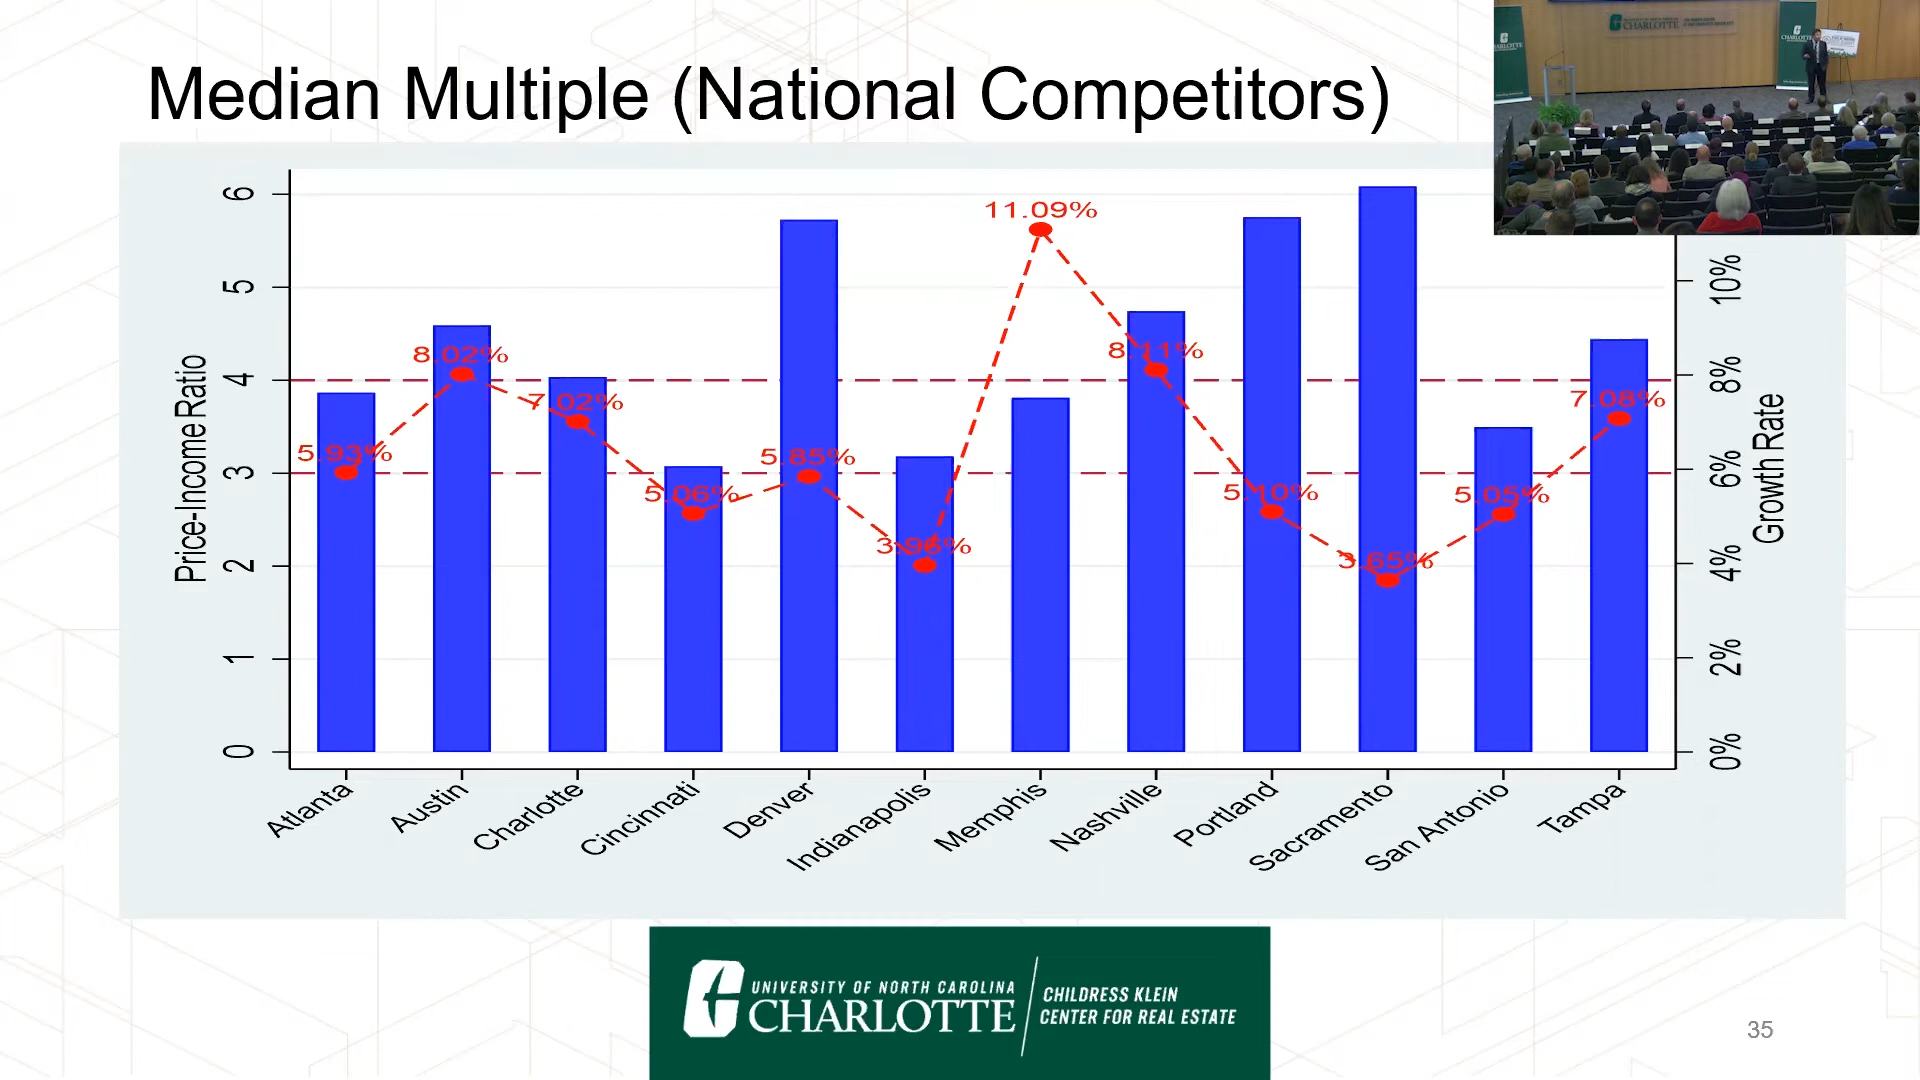 Median Multiple (National Competitors)
CHARLOTTE
CHARLOTTE
CHARLOTTE
Price-Income Ratio
6
5
4
3
2
1
0
11.09%
8.02%
8.11%
7.02%
7.08%
5.93%
5.85%
5.06%
5.10%
5.05%
3.96%
3.65%
10%
8%
6%
4%
2%
0%
Growth Rate
Atlanta
Austin
Charlotte
Cincinnati
Denver
Indianapolis
Memphis
Nashville
Portland
Sacramento
San Antonio
Tampa
UNIVERSITY OF NORTH CAROLINA
CHARLOTTE
CHILDRESS KLEIN
CENTER FOR REAL ESTATE
35